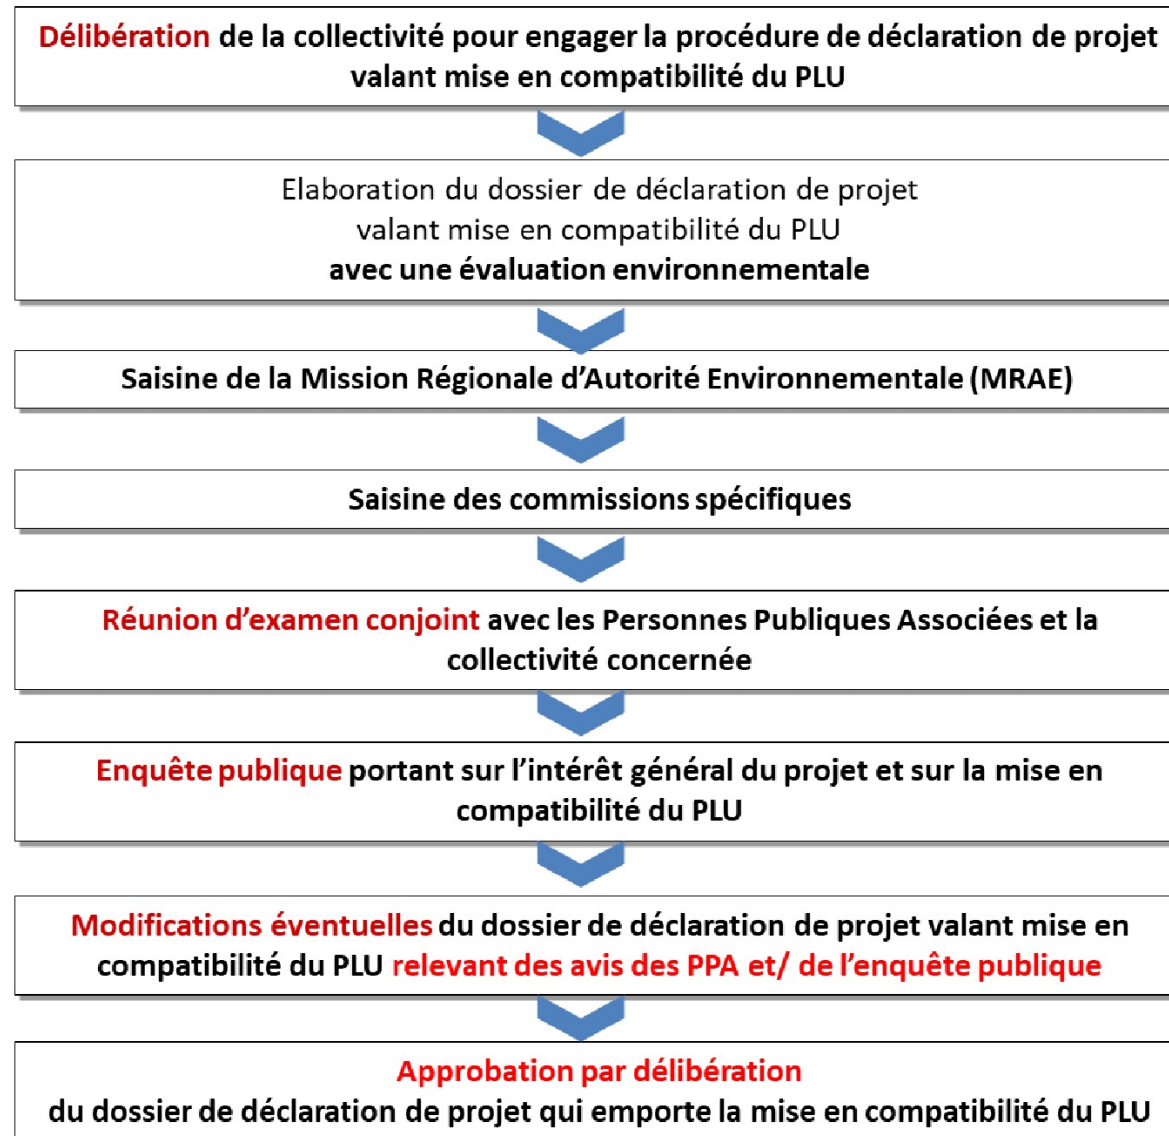 Délibération de la collectivité pour engager la procédure de déclaration de projet
valant mise en compatibilité du PLU
Elaboration du dossier de déclaration de projet
valant mise en compatibilité du PLU
avec une évaluation environnementale
Saisine de la Mission Régionale d’Autorité Environnementale (MRAE)
Saisine des commissions spécifiques
Réunion d’examen conjoint avec les Personnes Publiques Associées et la
collectivité concernée
Enquête publique portant sur l’intérêt général du projet et sur la mise en
compatibilité du PLU
Modifications éventuelles du dossier de déclaration de projet valant mise en
compatibilité du PLU relevant des avis des PPA et/ de l’enquête publique
Approbation par délibération
du dossier de déclaration de projet qui emporte la mise en compatibilité du PLU